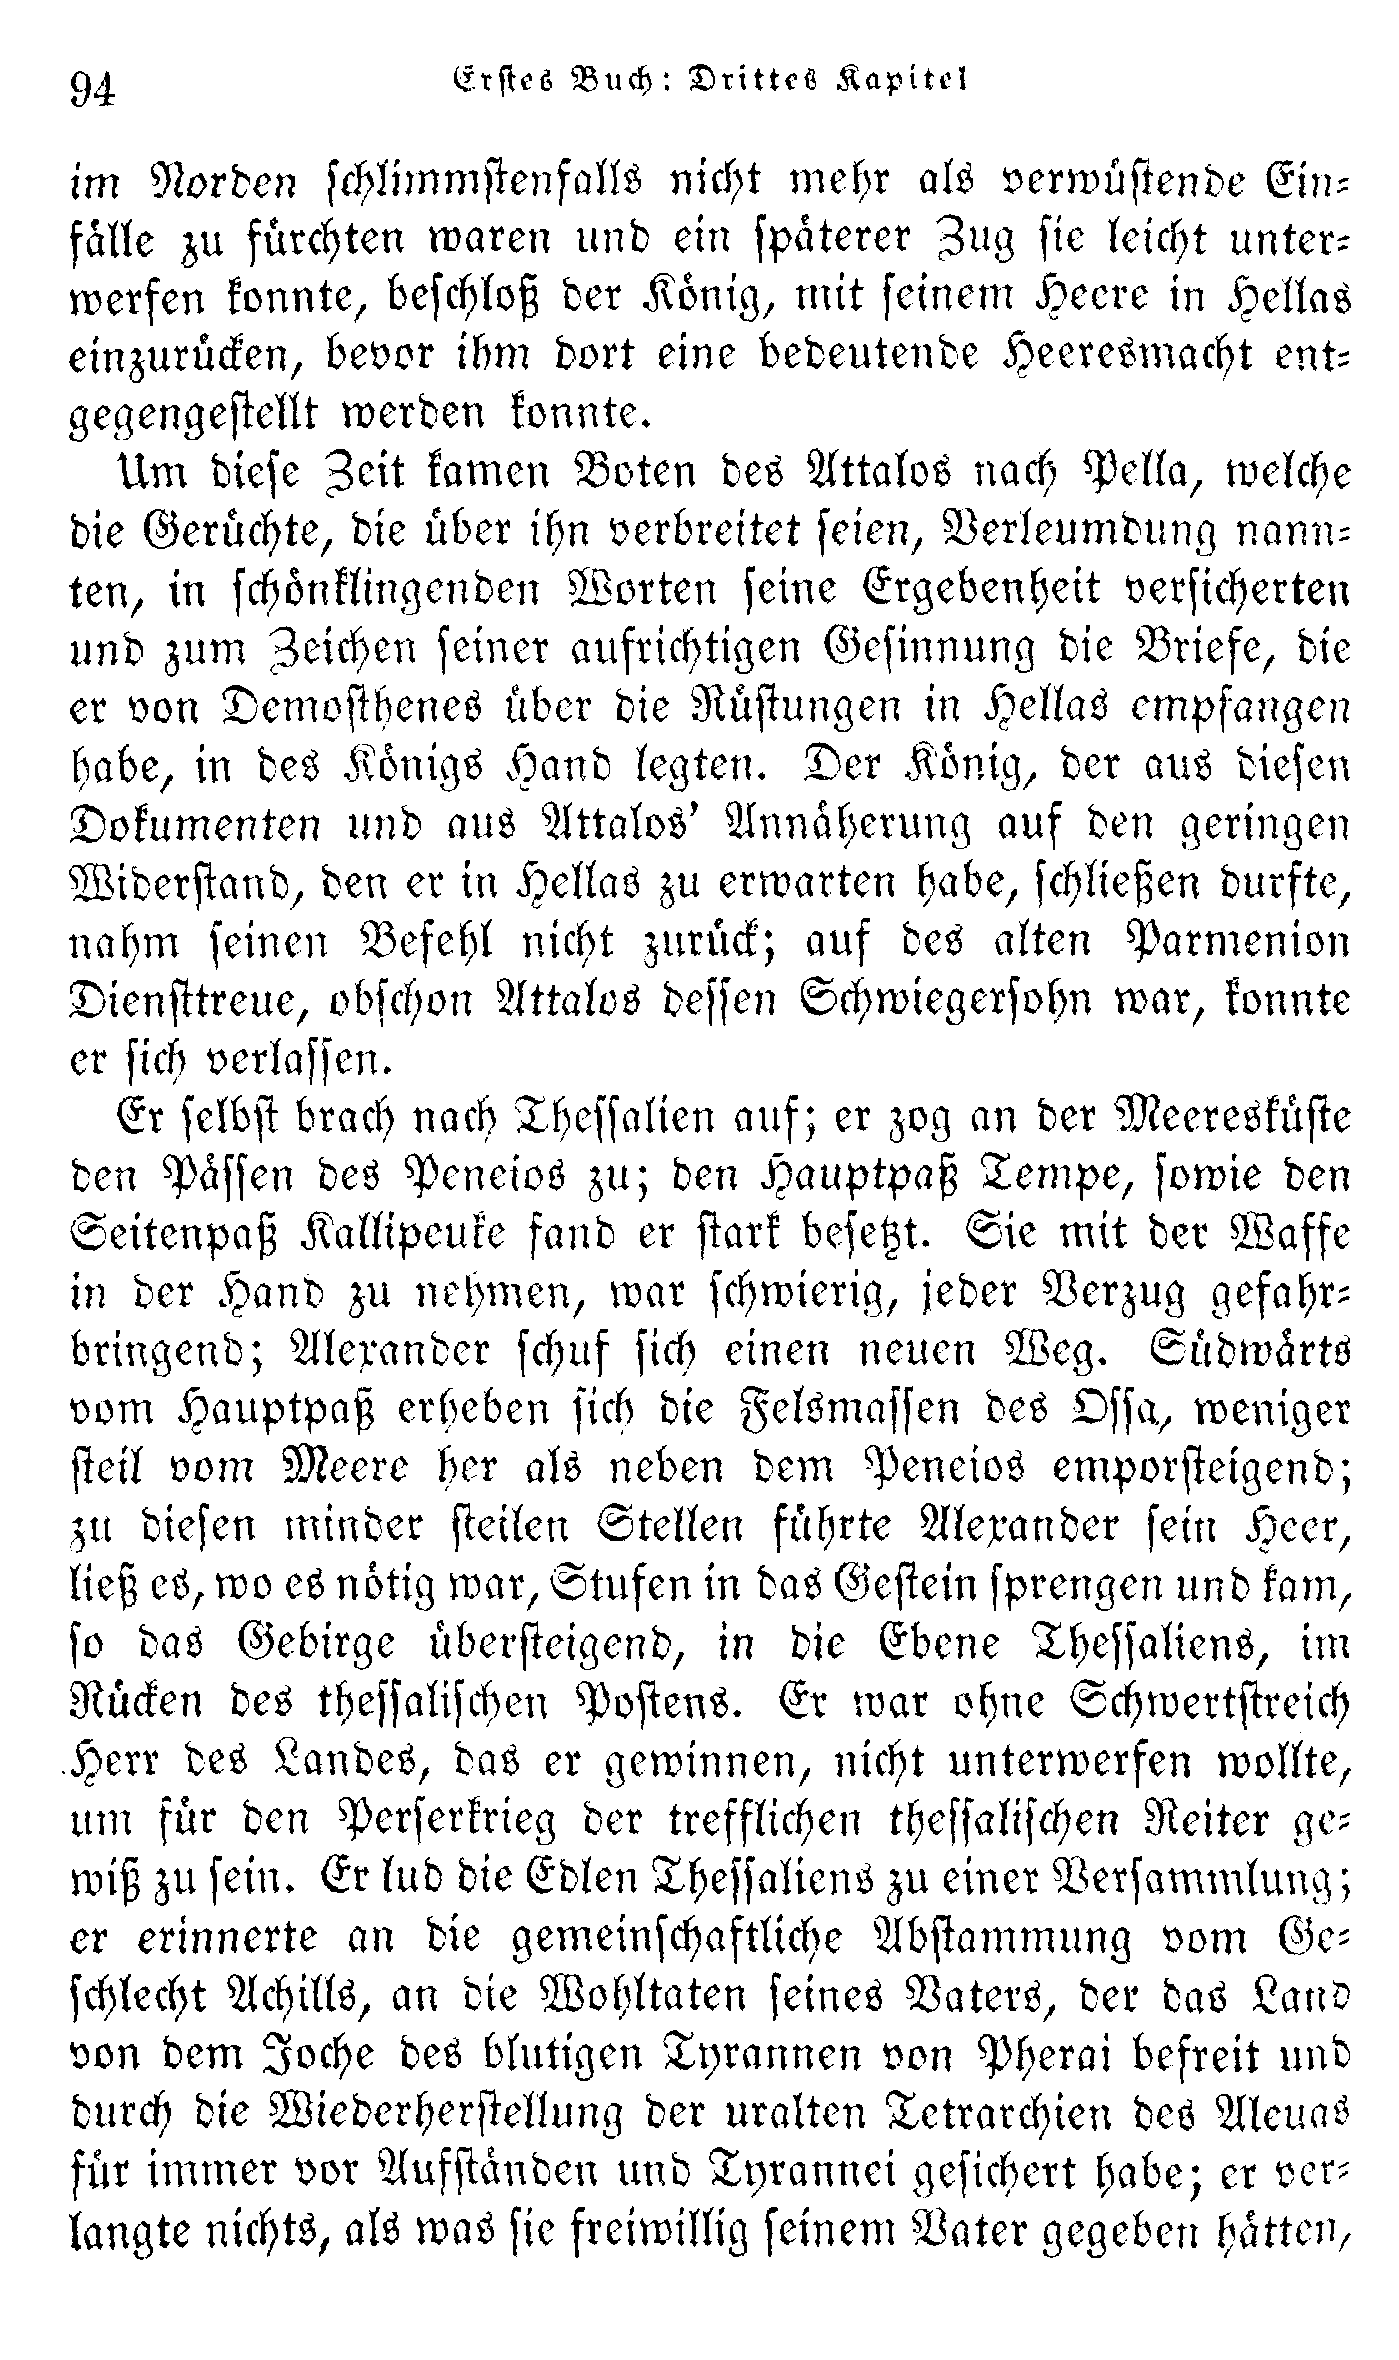 94
Erstes Buch: Drittes Kapitel
im Norden schlimmstenfalls nicht mehr als verwüstende Ein-
fälle zu fürchten waren und ein späterer Zug sie leicht unter-
werfen konnte, beschloß der König, mit seinem Heere in Hellas
einzurücken, bevor ihm dort eine bedeutende Heeresmacht ent-
gegengestellt werden konnte.
Um diese Zeit kamen Boten des Attalos nach Pella, welche
die Gerüchte, die über ihn verbreitet seien, Verleumdung nann-
ten, in schönklingenden Worten seine Ergebenheit versicherten
und zum Zeichen seiner aufrichtigen Gesinnung die Briefe, die
er von Demosthenes über die Rüstungen in Hellas empfangen
habe, in des Königs Hand legten. Der König, der aus diesen
Dokumenten und aus Attalos' Annäherung auf den geringen
Widerstand, den er in Hellas zu erwarten habe, schließen durfte,
nahm seinen Befehl nicht zurück; auf des alten Parmenion
Diensttreue, obschon Attalos dessen Schwiegersohn war, konnte
er sich verlassen.
Er selbst brach nach Thessalien auf; er zog an der Meeresküste
den Pässen des Peneios zu; den Hauptpaß Tempe, sowie den
Seitenpaß Kallipeuke fand er stark besetzt. Sie mit der Waffe
in der Hand zu nehmen, war schwierig, jeder Verzug gefahr-
bringend; Alexander schuf sich einen neuen Weg. Südwärts
vom Hauptpaß erheben sich die Felsmassen des Ossa, weniger
steil vom Meere her als neben dem Peneios emporsteigend;
zu diesen minder steilen Stellen führte Alexander sein Heer,
ließ es, wo es nötig war, Stufen in das Gestein sprengen und kam,
so das Gebirge übersteigend, in die Ebene Thessaliens, im
Rücken des thessalischen Postens. Er war ohne Schwertstreich
Herr des Landes, das er gewinnen, nicht unterwerfen wollte,
um für den Perserkrieg der trefflichen thessalischen Reiter ge-
wiß zu sein. Er lud die Edlen Thessaliens zu einer Versammlung;
er erinnerte an die gemeinschaftliche Abstammung vom Ge-
schlecht Achills, an die Wohltaten seines Vaters, der das Land
von dem Joche des blutigen Tyrannen von Pherai befreit und
durch die Wiederherstellung der uralten Tetrarchien des Aleuas
für immer vor Aufständen und Tyrannei gesichert habe; er ver-
langte nichts, als was sie freiwillig seinem Vater gegeben hätten,